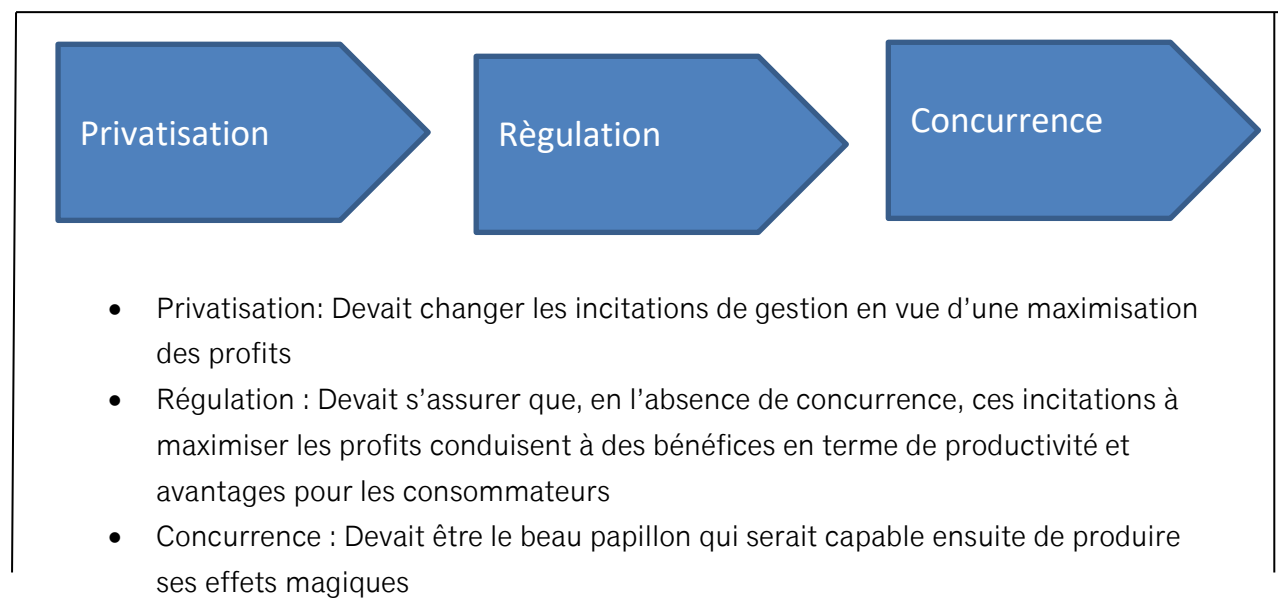 Privatisation
Règulation
Concurrence
• Privatisation: Devait changer les incitations de gestion en vue d’une maximisation
des profits
• Régulation : Devait s’assurer que, en l’absence de concurrence, ces incitations à
maximiser les profits conduisent à des bénéfices en terme de productivité et
avantages pour les consommateurs
• Concurrence : Devait être le beau papillon qui serait capable ensuite de produire
ses effets magiques